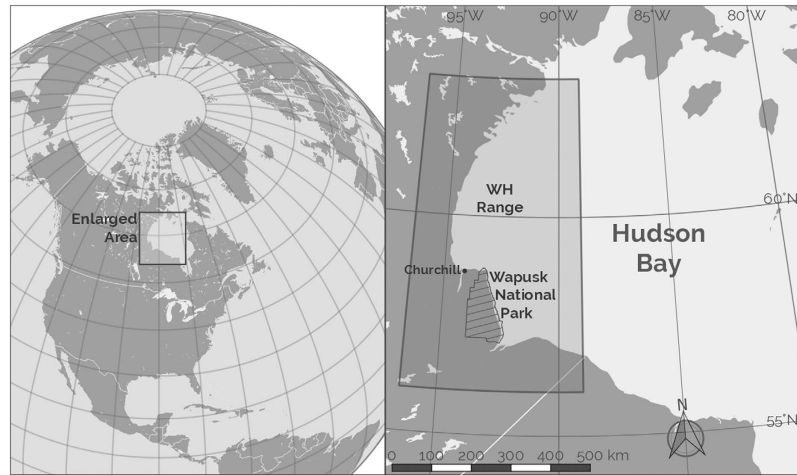 Enlarged
Area
95°W 90°W 85°W 80°W
WH
Range
60°N
Hudson
Bay
Churchill
Wapusk
National
Park
N
55°N
0 100 200 300 400 500 km